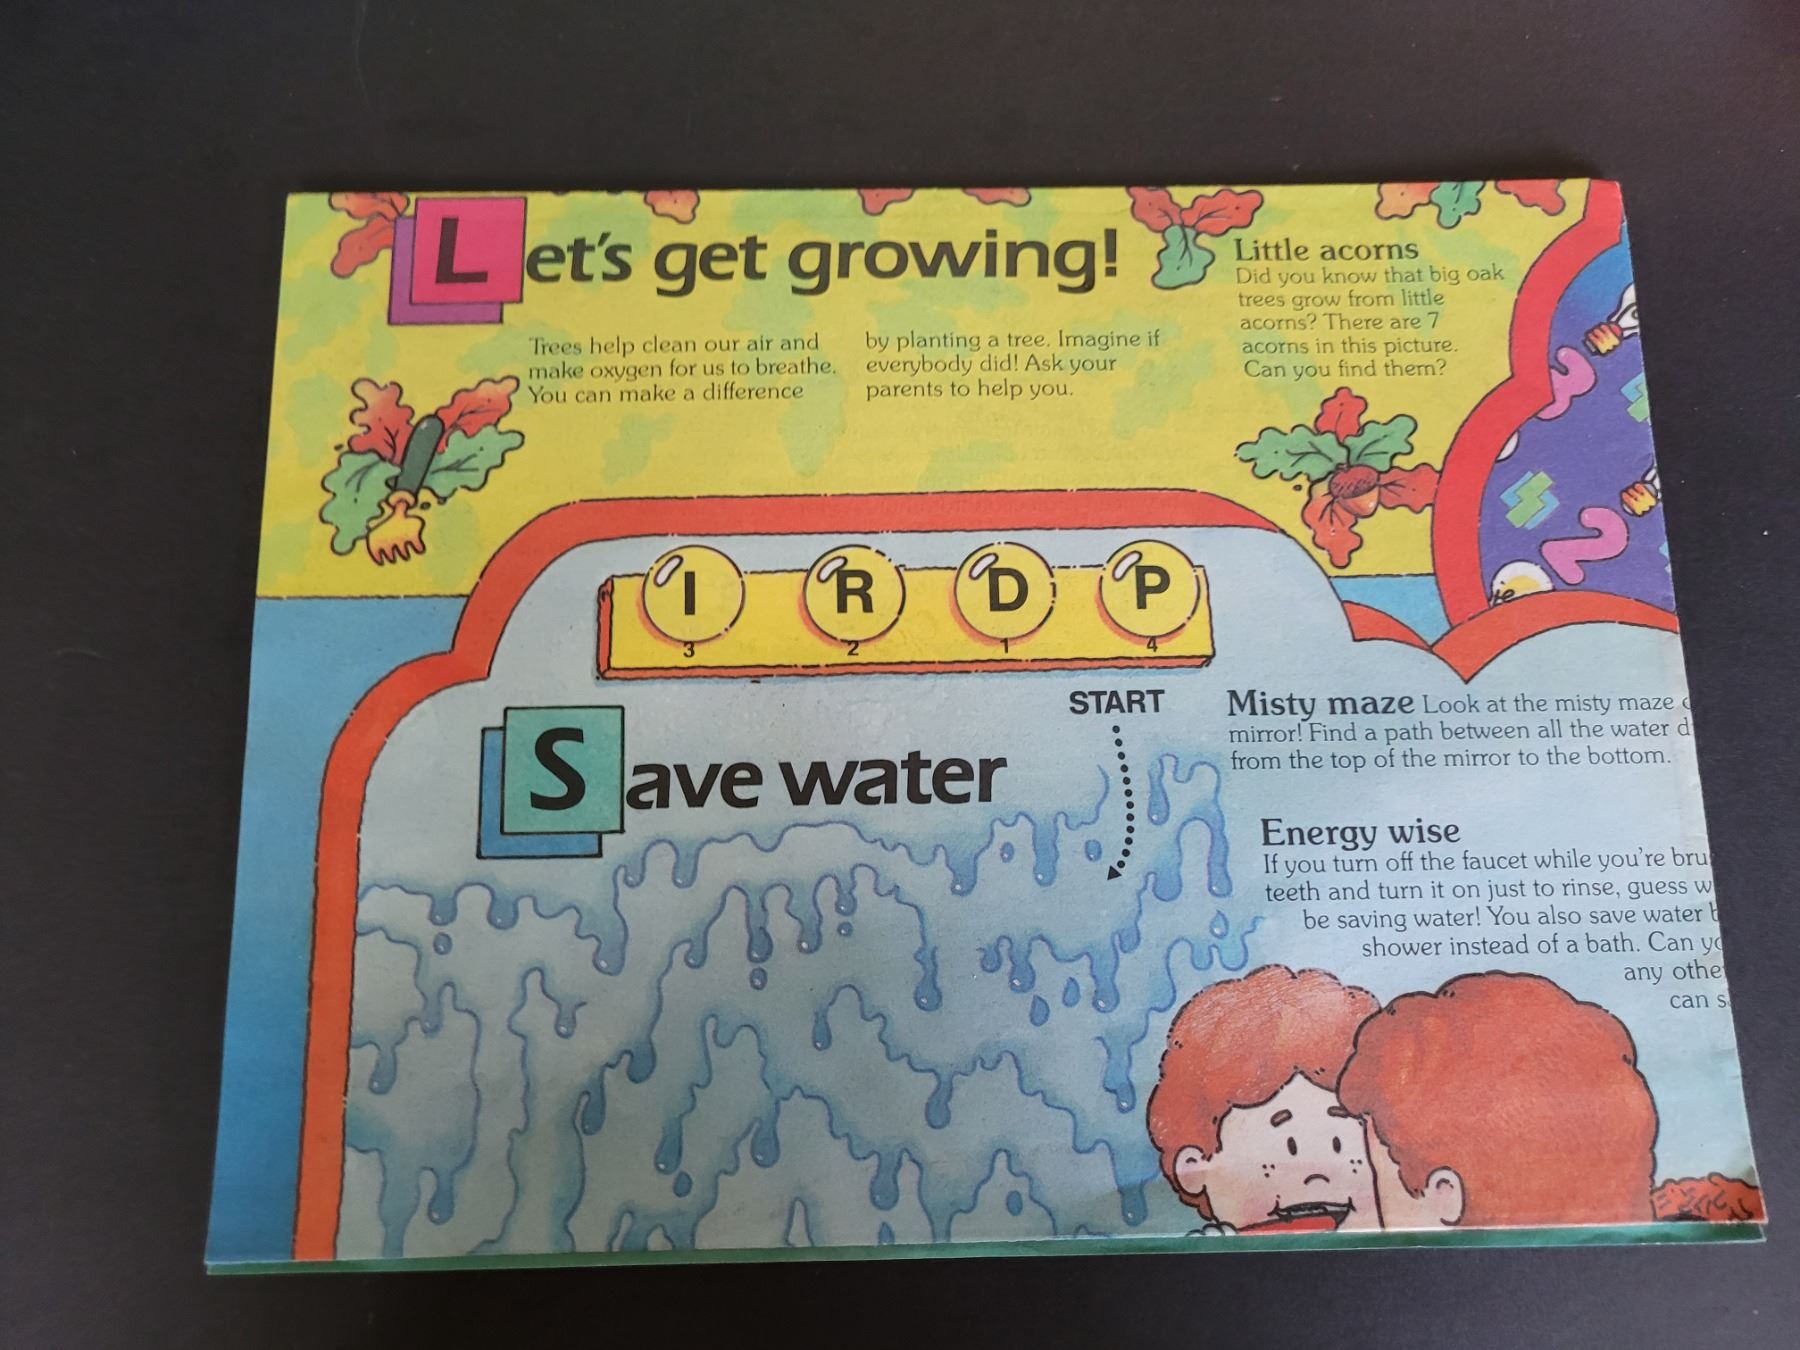 Let's get growing!
Trees help clean our air and
make oxygen for us to breathe.
You can make a difference
by planting a tree. Imagine if
everybody did! Ask your
parents to help you.
Little acorns
Did you know that big oak
trees grow from little
acorns? There are 7
acorns in this picture.
Can you find them?
2
I R D P
3 2 1 4
Save water
START
Misty maze Look at the misty maze
mirror! Find a path between all the water
from the top of the mirror to the bottom.
Energy wise
If you turn off the faucet while you're
teeth and turn it on just to rinse, guess
be saving water! You also save water
shower instead of a bath. Can
any
can